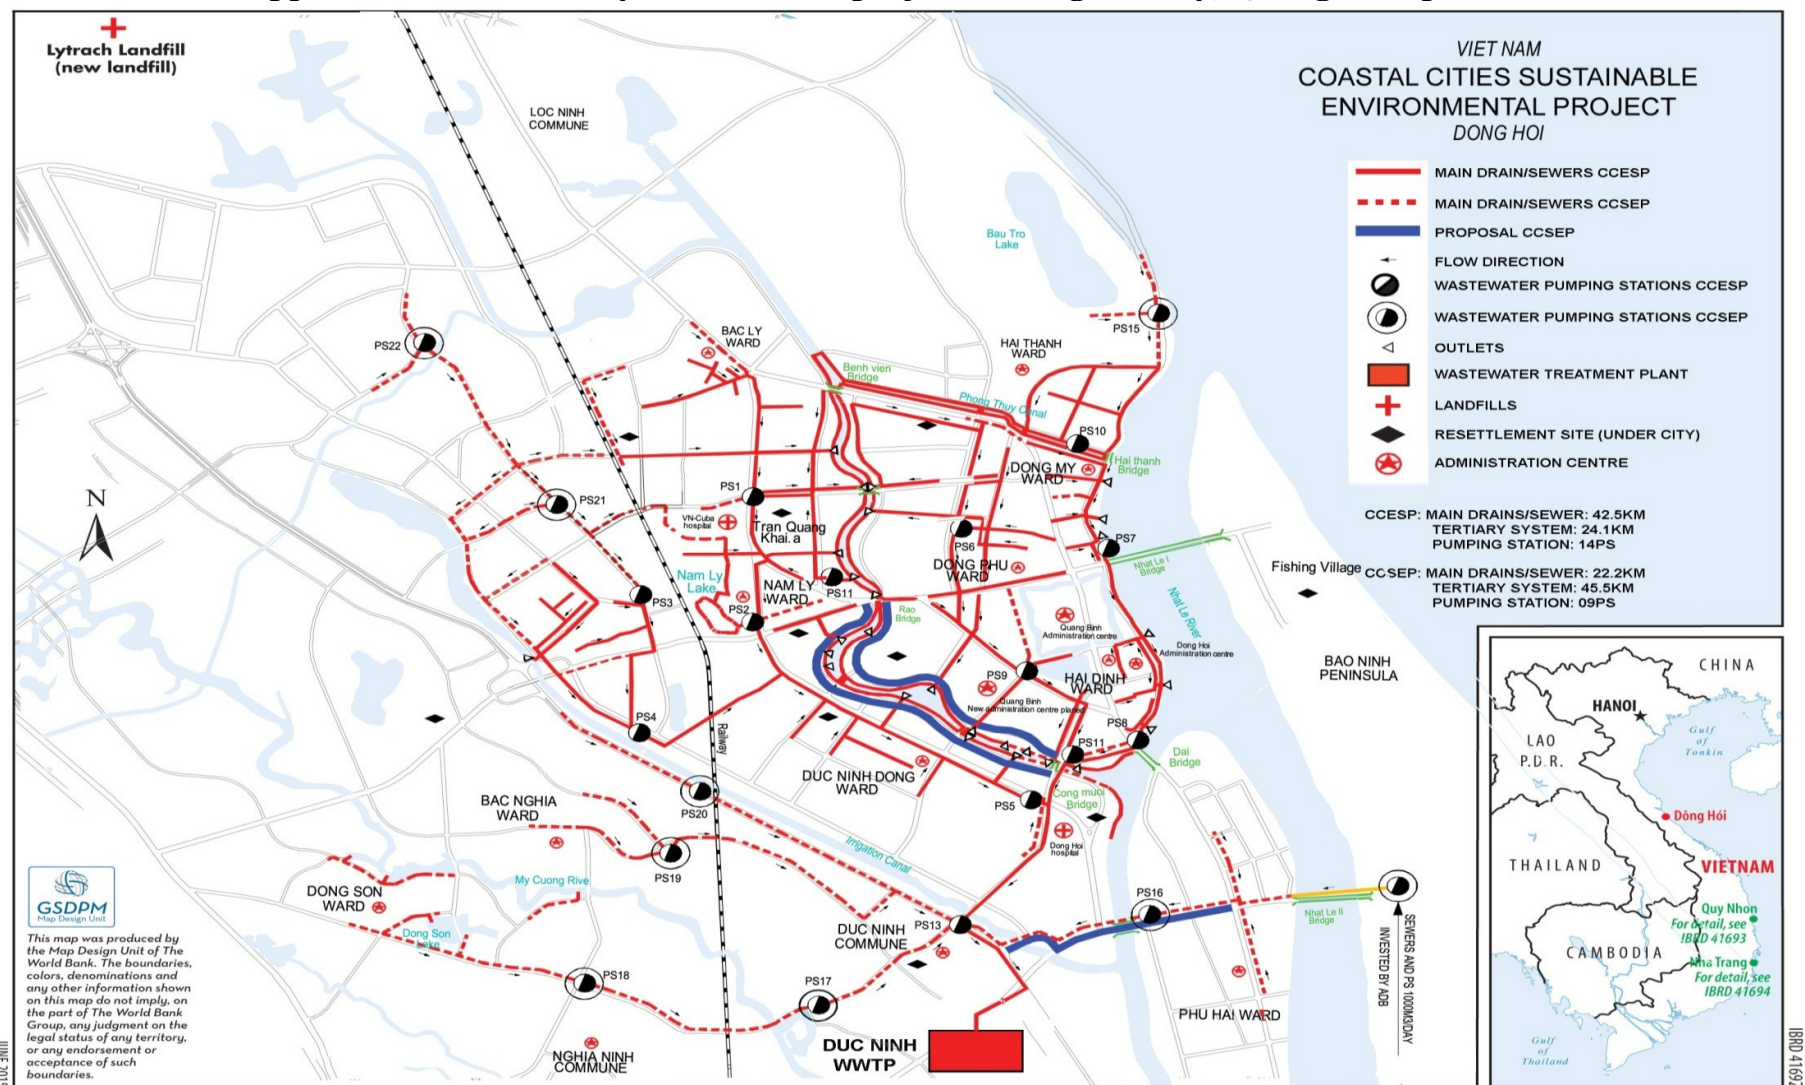 Lytrach Landfill
(new landfill)
LOC NINH
COMMUNE
VIET NAM
COASTAL CITIES SUSTAINABLE
ENVIRONMENTAL PROJECT
DONG HOI
MAIN DRAIN/SEWERS CCESP
MAIN DRAIN/SEWERS CCSEP
PROPOSAL CCSEP
FLOW DIRECTION
WASTEWATER PUMPING STATIONS CCESP
WASTEWATER PUMPING STATIONS CCSEP
OUTLETS
WASTEWATER TREATMENT PLANT
LANDFILLS
RESETTLEMENT SITE (UNDER CITY)
ADMINISTRATION CENTRE
CCESP: MAIN DRAINS/SEWER: 42.5KM
TERTIARY SYSTEM: 24.1KM
PUMPING STATION: 14PS
CCSEP: MAIN DRAINS/SEWER: 22.2KM
TERTIARY SYSTEM: 45.5KM
PUMPING STATION: 09PS
Bau Tro
Lake
PS15
PS22
BAC LY
WARD
HAI THANH
WARD
Benh vien
Bridge
Phong Thuy Canal
PS10
Hai thanh
Bridge
DONG MY
WARD
PS21
PS1
VN-Cuba
hospital
Tran Quang
Khai.a
PS6
PS7
DONG PHU
WARD
Nhat Le I
Bridge
Nhat Le River
Fishing Village
N
Nam Ly
Lake
NAM LY
WARD
PS11
PS3
PS2
Rao
Bridge
Quang Binh
Administration centre
Dong Hoi
Administration centre
BAO NINH
PENINSULA
PS9
HAI DINH
WARD
Quang Binh
New administration centre planed
PS4
Railway
PS8
PS11
Dai
Bridge
DUC NINH DONG
WARD
PS5
Cong muoi
Bridge
BAC NGHIA
WARD
PS20
Dong Hoi
hospital
Irrigation Canal
PS19
My Cuong Rive
DONG SON
WARD
Dong Son
Lake
PS16
Nhat Le II
Bridge
DUC NINH
COMMUNE
PS13
PS18
PS17
PHU HAI WARD
SEWERS AND PS 1000M3/DAY
INVESTED BY ADB
NGHIA NINH
COMMUNE
DUC NINH
WWTP
GSDPM
Map Design Unit
This map was produced by
the Map Design Unit of The
World Bank. The boundaries,
colors, denominations and
any other information shown
on this map do not imply, on
the part of The World Bank
Group, any judgment on the
legal status of any territory,
or any endorsement or
acceptance of such
boundaries.
CHINA
HANOI
LAO
P.D.R.
Gulf
of
Tonkin
Dông Hói
THAILAND
VIETNAM
Quy Nhon
For detail, see
IBRD 41693
CAMBODIA
Nha Trang
For detail, see
IBRD 41694
Gulf
of
Thailand
IBRD 41692